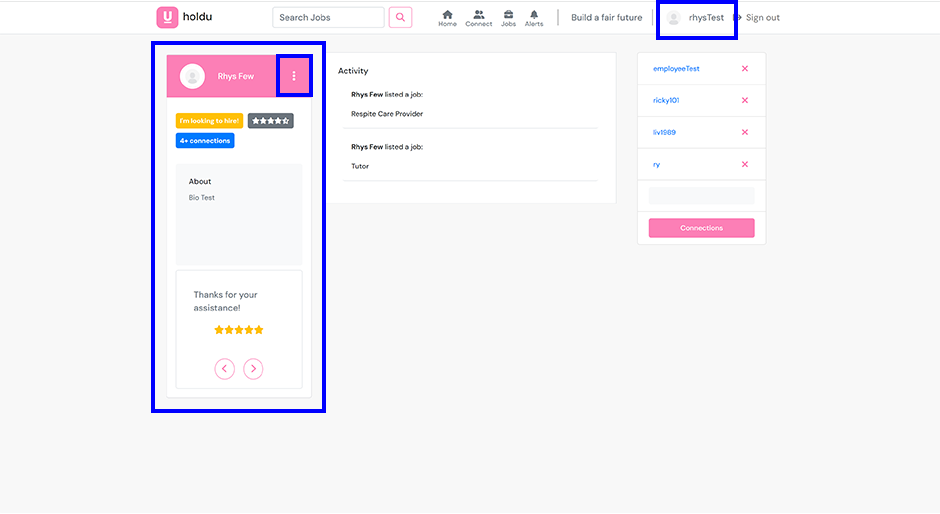 holdu
Search Jobs
Home
Connect
Jobs
Alerts
Build a fair future
rhysTest
Sign out
Rhys Few
I'm looking to hire!
4+ connections
About
Bio Test
Thanks for your
assistance!
Activity
Rhys Few listed a job:
Respite Care Provider
Rhys Few listed a job:
Tutor
employeeTest
ricky101
liv1989
ry
Connections